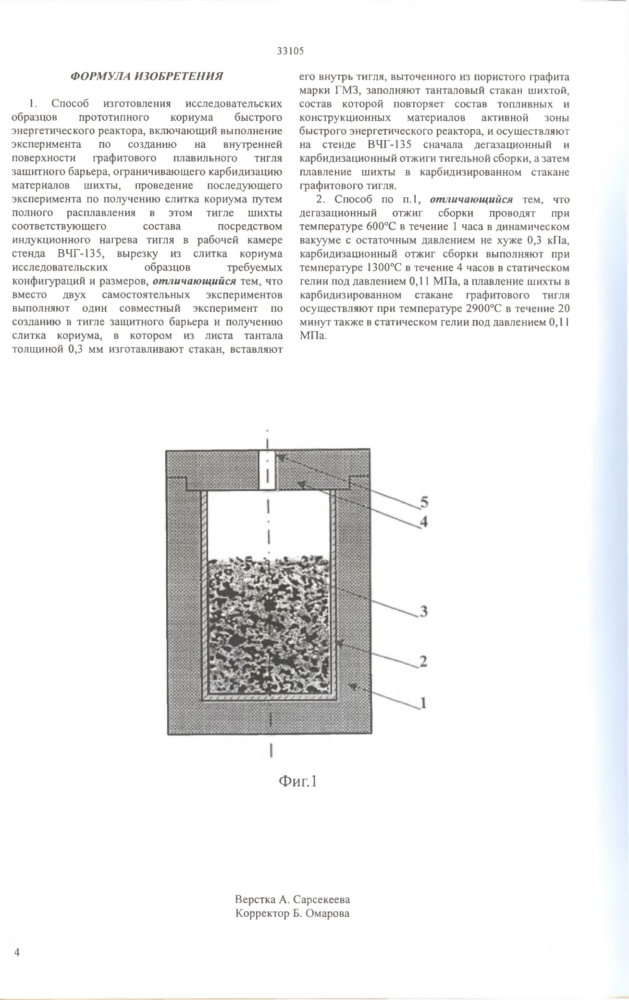 33105
ФОРМУЛА ИЗОБРЕТЕНИЯ
1. Способ изготовления исследовательских
образцов прототипного кориума быстрого
энергетического реактора, включающий выполнение
эксперимента по созданию на внутренней
поверхности графитового плавильного тигля
защитного барьера, ограничивающего карбидизацию
материалов шихты, проведение последующего
эксперимента по получению слитка кориума путем
полного расплавления в этом тигле шихты
соответствующего состава посредством
индукционного нагрева тигля в рабочей камере
стенда ВЧГ-135, вырезку из слитка кориума
исследовательских образцов требуемых
конфигураций и размеров, отличающийся тем, что
вместо двух самостоятельных экспериментов
выполняют один совместный эксперимент по
созданию в тигле защитного барьера и получению
слитка кориума, в котором из листа тантала
толщиной 0,3 мм изготавливают стакан, вставляют
его внутрь тигля, выточенного из пористого графита
марки ГМЗ, заполняют танталовый стакан шихтой,
состав которой повторяет состав топливных и
конструкционных материалов активной зоны
быстрого энергетического реактора, и осуществляют
на стенде ВЧГ-135 сначала дегазационный и
карбидизационный отжиги тигельной сборки, а затем
плавление шихты в карбидизированном стакане
графитового тигля.
2. Способ по п.1, отличающийся тем, что
дегазационный отжиг сборки проводят при
температуре 600°С в течение 1 часа в динамическом
вакууме с остаточным давлением не хуже 0,3 кПа,
карбидизационный отжиг сборки выполняют при
температуре 1300°С в течение 4 часов в статическом
гелии под давлением 0,11 МПа, а плавление шихты в
карбидизированном стакане графитового тигля
осуществляют при температуре 2900°С в течение 20
минут также в статическом гелии под давлением 0,11
МПа.
5
4
3
2
1
Фиг.1
Верстка А. Сарсекеева
Корректор Б. Омарова
4